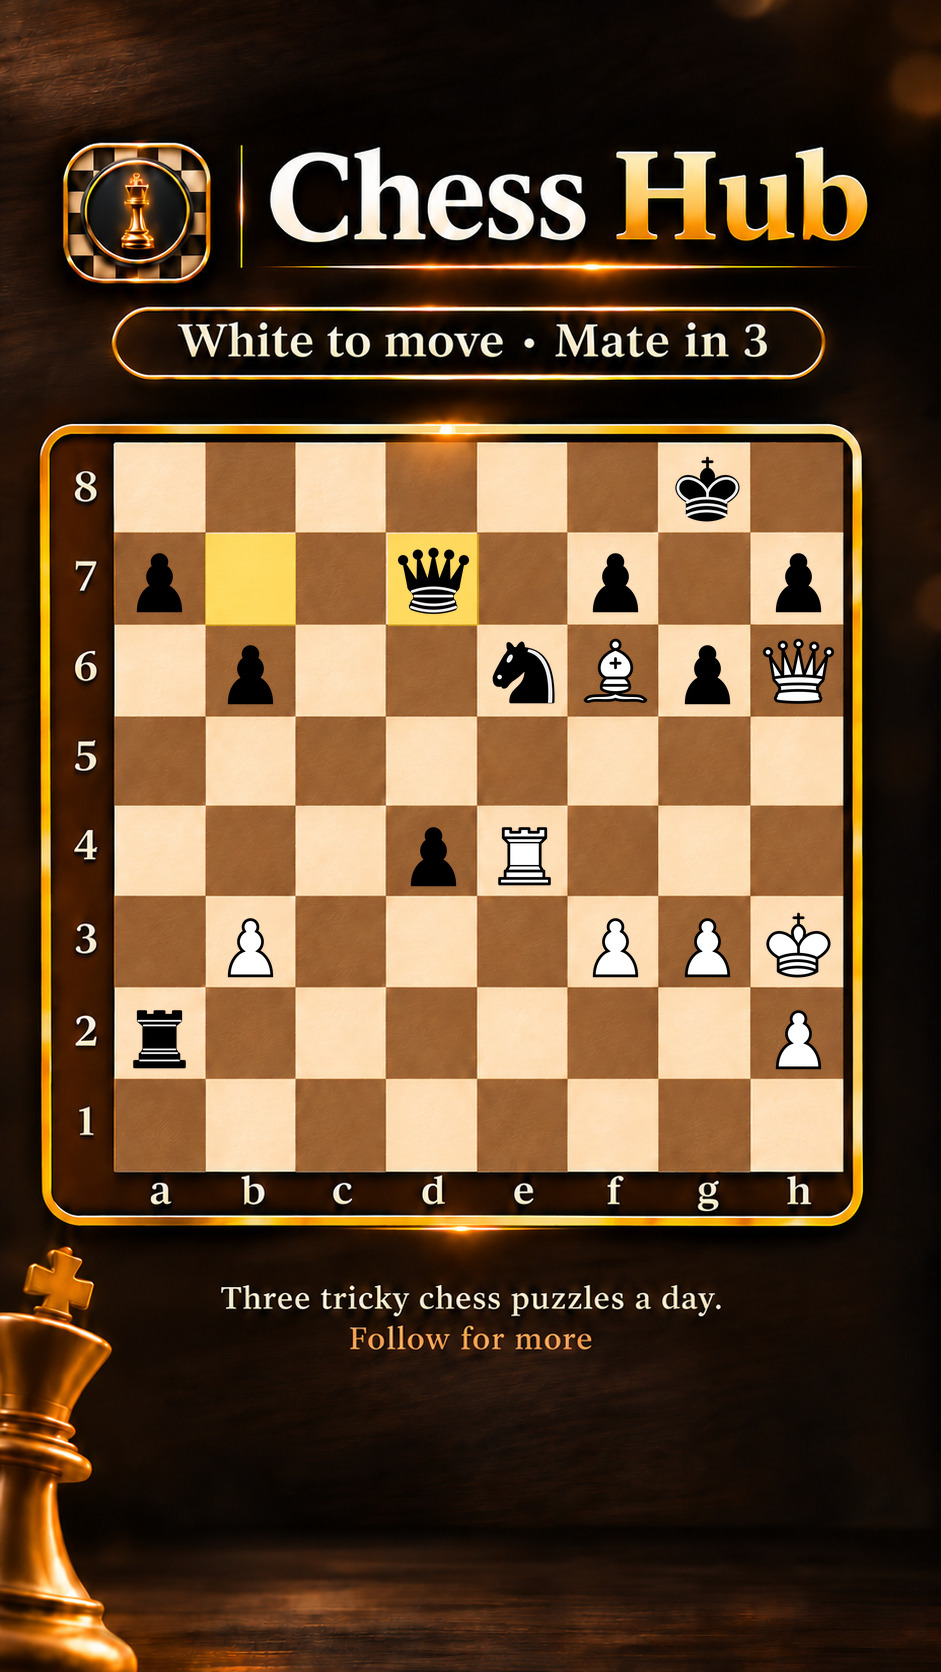 Chess Hub
White to move • Mate in 3
8
7
6
5
4
3
2
1
a b c d e f g h
Three tricky chess puzzles a day.
Follow for more